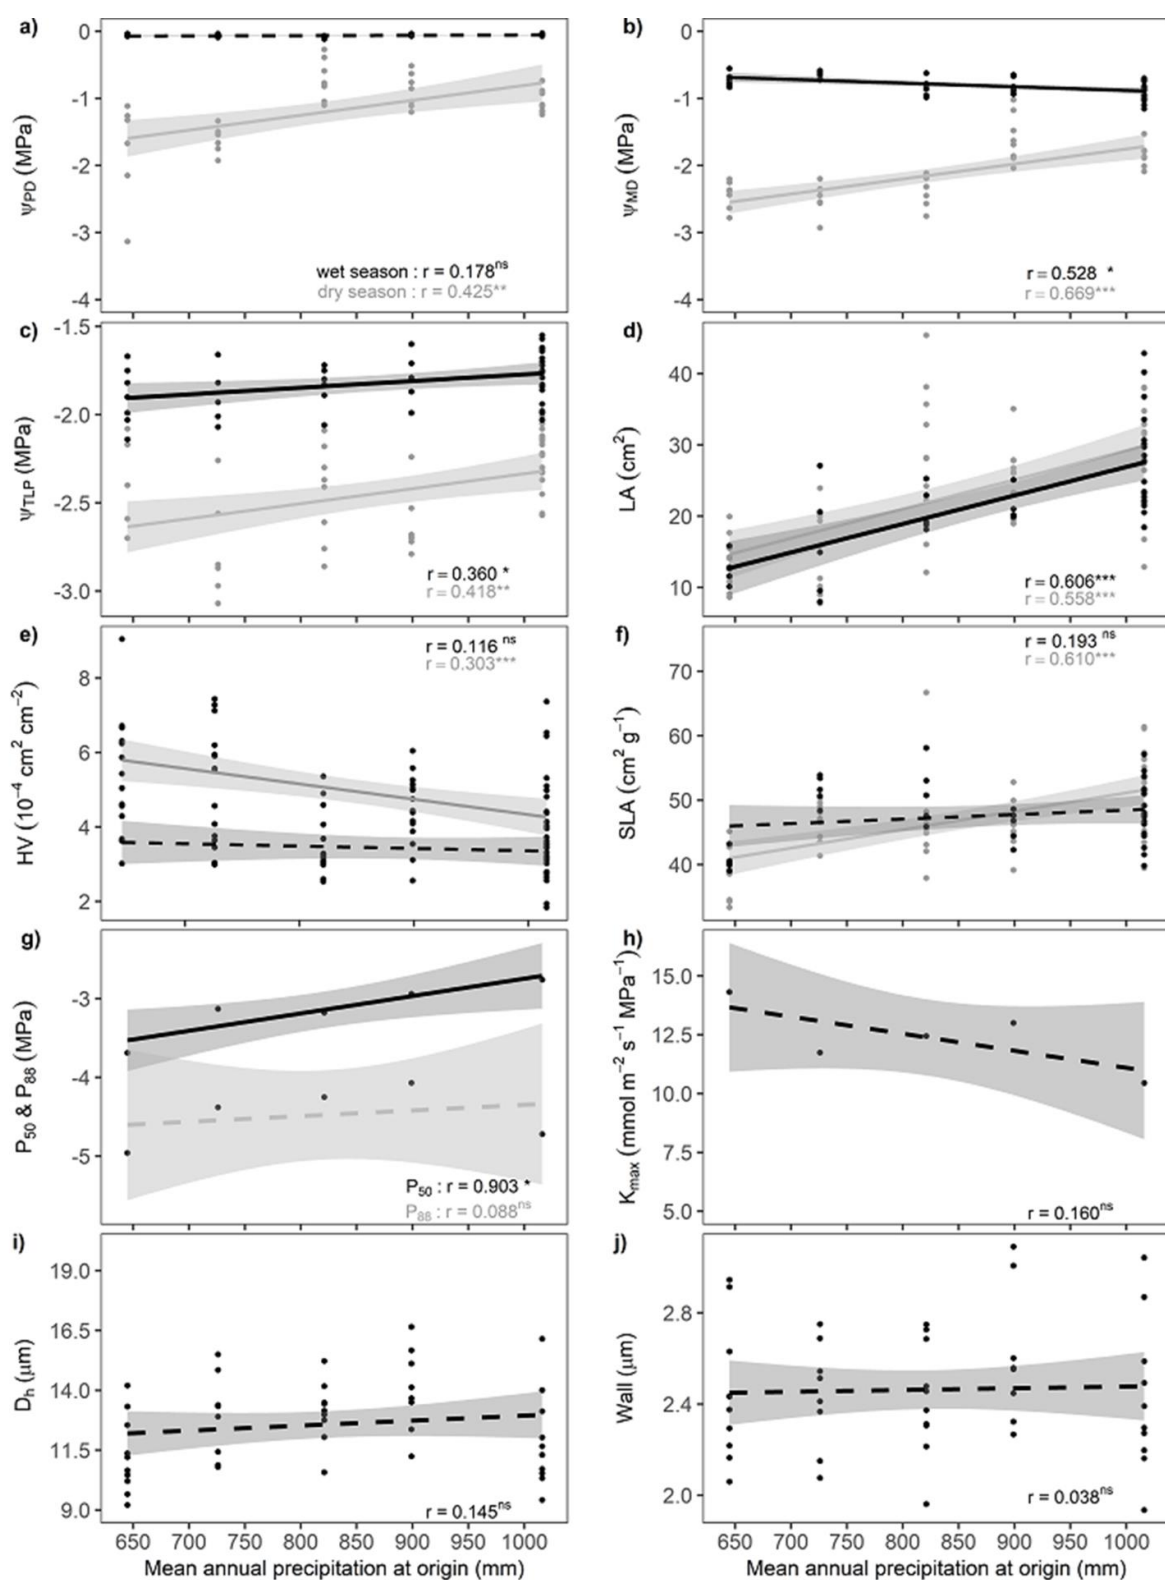 a)
0
-1
-2
-3
-4
ΨPD (MPa)
wet season : r = 0.178ns
dry season : r = 0.425**
b)
0
-1
-2
-3
-4
ΨMD (MPa)
r = 0.528 *
r = 0.669***
c)
-1.5
-2.0
-2.5
-3.0
ΨTLP (MPa)
r = 0.360 *
r = 0.418**
d)
40
30
20
10
LA (cm²)
r = 0.606***
r = 0.558***
e)
8
6
4
2
HV (10⁻⁴ cm² cm⁻²)
r = 0.116 ns
r = 0.303***
f)
70
60
50
40
SLA (cm² g⁻¹)
r = 0.193 ns
r = 0.610***
g)
-3
-4
-5
P50 & P88 (MPa)
P50 : r = 0.903 *
P88 : r = 0.088ns
h)
15.0
12.5
10.0
7.5
5.0
Kmax (mmol m⁻² s⁻¹ MPa⁻¹)
r = 0.160ns
i)
19.0
16.5
14.0
11.5
9.0
Dh (μm)
r = 0.145ns
650 700 750 800 850 900 950 1000
Mean annual precipitation at origin (mm)
j)
2.8
2.4
2.0
Wall (μm)
r = 0.038ns
650 700 750 800 850 900 950 1000
Mean annual precipitation at origin (mm)